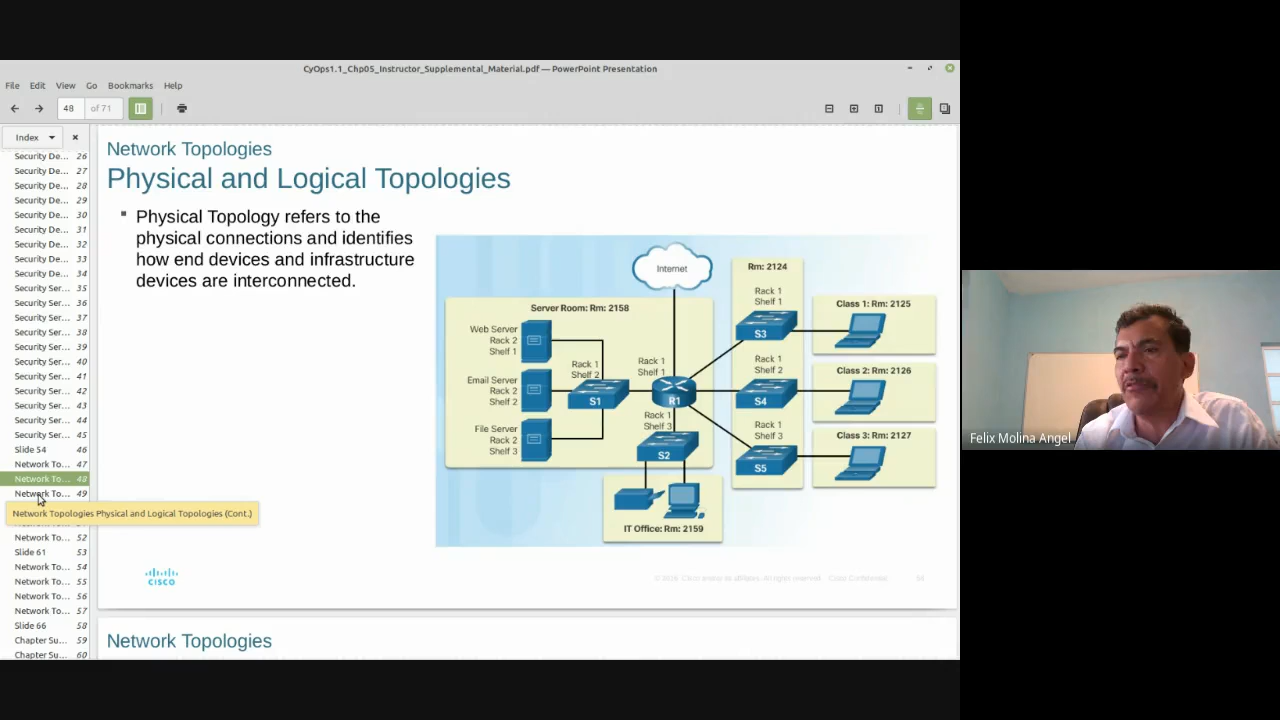 CyOps1.1_Chp05_Instructor_Supplemental_Material.pdf — PowerPoint Presentation
File Edit View Go Bookmarks Help
48 of 71
Index
Security De... 26
Security De... 27
Security De... 28
Security De... 29
Security De... 30
Security De... 31
Security De... 32
Security De... 33
Security De... 34
Security Ser... 35
Security Ser... 36
Security Ser... 37
Security Ser... 38
Security Ser... 39
Security Ser... 40
Security Ser... 41
Security Ser... 42
Security Ser... 43
Security Ser... 44
Security Ser... 45
Slide 54 46
Network To... 47
Network To... 48
Network To... 49
Network Topologies Physical and Logical Topologies (Cont.)
Network To... 52
Slide 61 53
Network To... 54
Network To... 55
Network To... 56
Network To... 57
Slide 66 58
Chapter Su... 59
Chapter Su... 60
Network Topologies
Physical and Logical Topologies
Physical Topology refers to the
physical connections and identifies
how end devices and infrastructure
devices are interconnected.
Internet
Server Room: Rm: 2158
Web Server
Rack 2
Shelf 1
Email Server
Rack 2
Shelf 2
File Server
Rack 2
Shelf 3
Rack 1
Shelf 2
S1
Rack 1
Shelf 1
R1
Rack 1
Shelf 3
S2
IT Office: Rm: 2159
Rm: 2124
Rack 1
Shelf 1
S3
Rack 1
Shelf 2
S4
Rack 1
Shelf 3
S5
Class 1: Rm: 2125
Class 2: Rm: 2126
Class 3: Rm: 2127
CISCO
Network Topologies
Felix Molina Angel